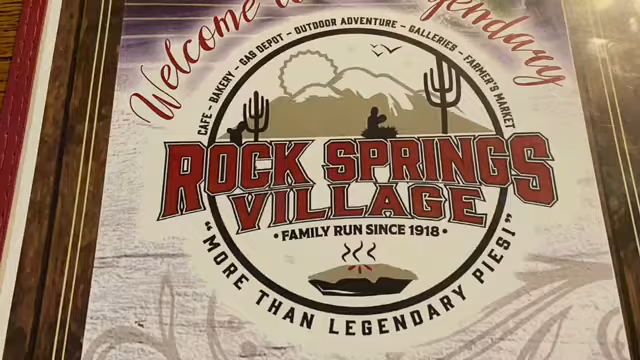 Welcome
Legendary
CAFE - BAKERY - GAS DEPOT - OUTDOOR ADVENTURE - GALLERIES - FARMER'S MARKET
ROCK SPRINGS
VILLAGE
• FAMILY RUN SINCE 1918 •
"MORE THAN LEGENDARY PIES!"